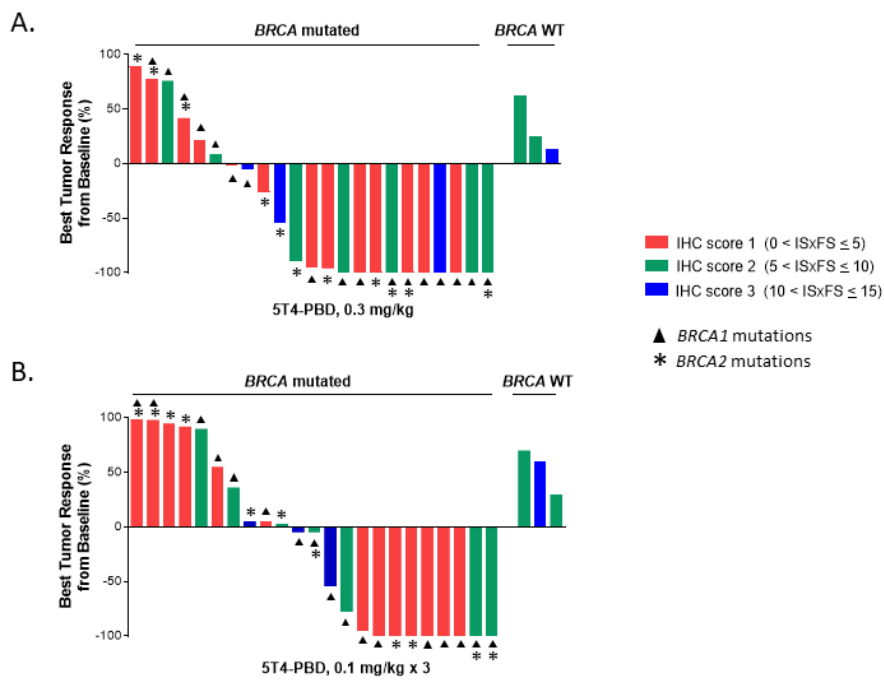 A.
BRCA mutated
BRCA WT
* ▲ * ▲ ▲ * ▲ ▲
100
50
0
-50
-100
Best Tumor Response
from Baseline (%)
▲ ▲ * * * ▲ * ▲ ▲ * ▲ * ▲ * ▲ ▲ ▲ ▲ ▲ *
5T4-PBD, 0.3 mg/kg
IHC score 1 (0 < ISxFS ≤ 5)
IHC score 2 (5 < ISxFS ≤ 10)
IHC score 3 (10 < ISxFS ≤ 15)
▲ BRCA1 mutations
* BRCA2 mutations
B.
BRCA mutated
BRCA WT
▲ * ▲ * * * ▲ ▲ ▲ * ▲ *
100
50
0
-50
-100
Best Tumor Response
from Baseline (%)
▲ ▲ * ▲ ▲ ▲ ▲ * * ▲ ▲ ▲ ▲ * ▲ *
5T4-PBD, 0.1 mg/kg x 3